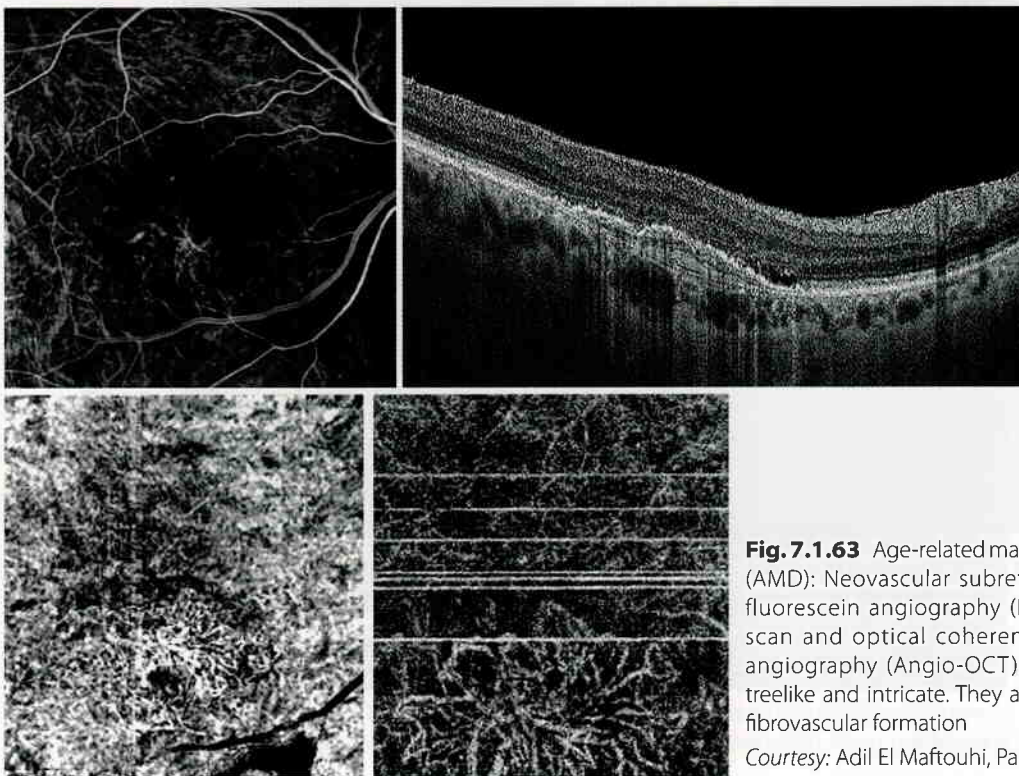 Fig. 7.1.63 Age-related ma
(AMD): Neovascular subre
fluorescein angiography (
scan and optical coheren
angiography (Angio-OCT)
treelike and intricate. They a
fibrovascular formation
Courtesy: Adil El Maftouhi, Pa